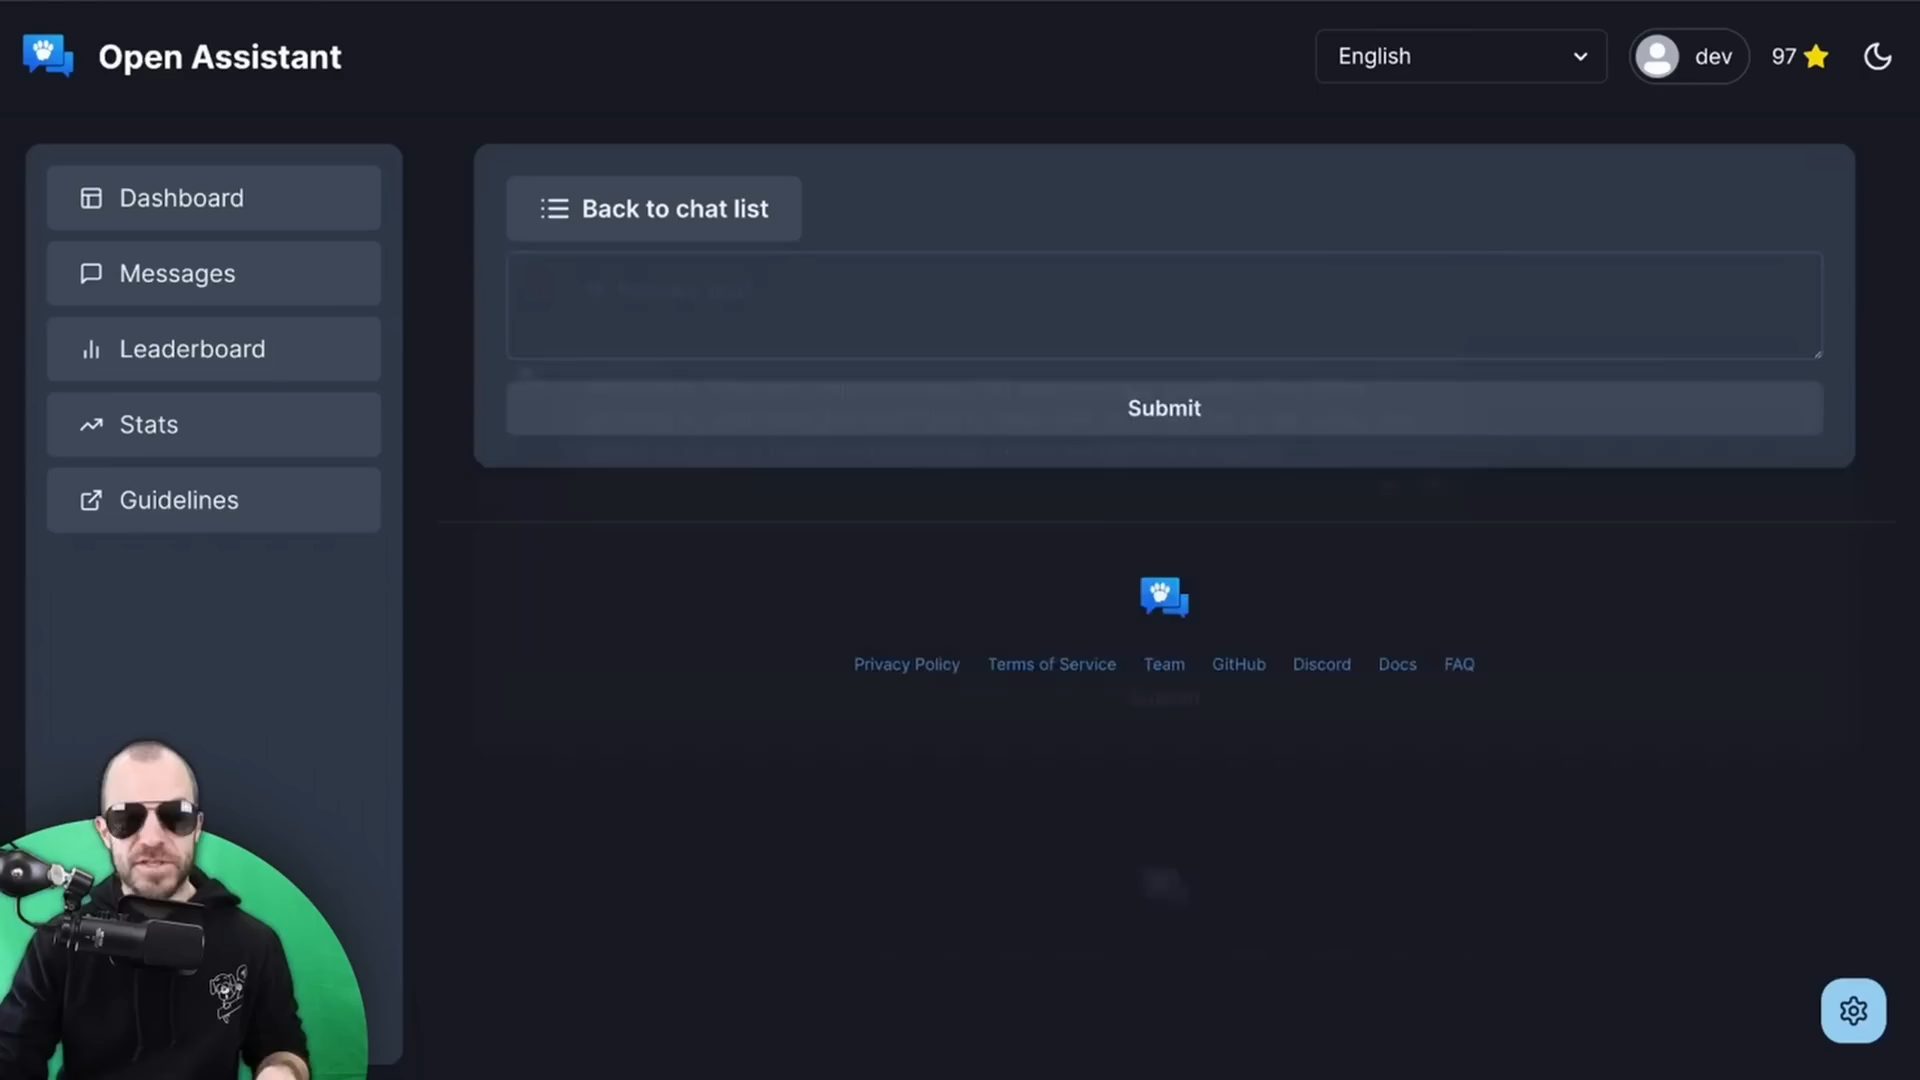 Open Assistant
English
dev
97
Dashboard
Messages
Leaderboard
Stats
Guidelines
Back to chat list
Submit
Privacy Policy Terms of Service Team GitHub Discord Docs FAQ